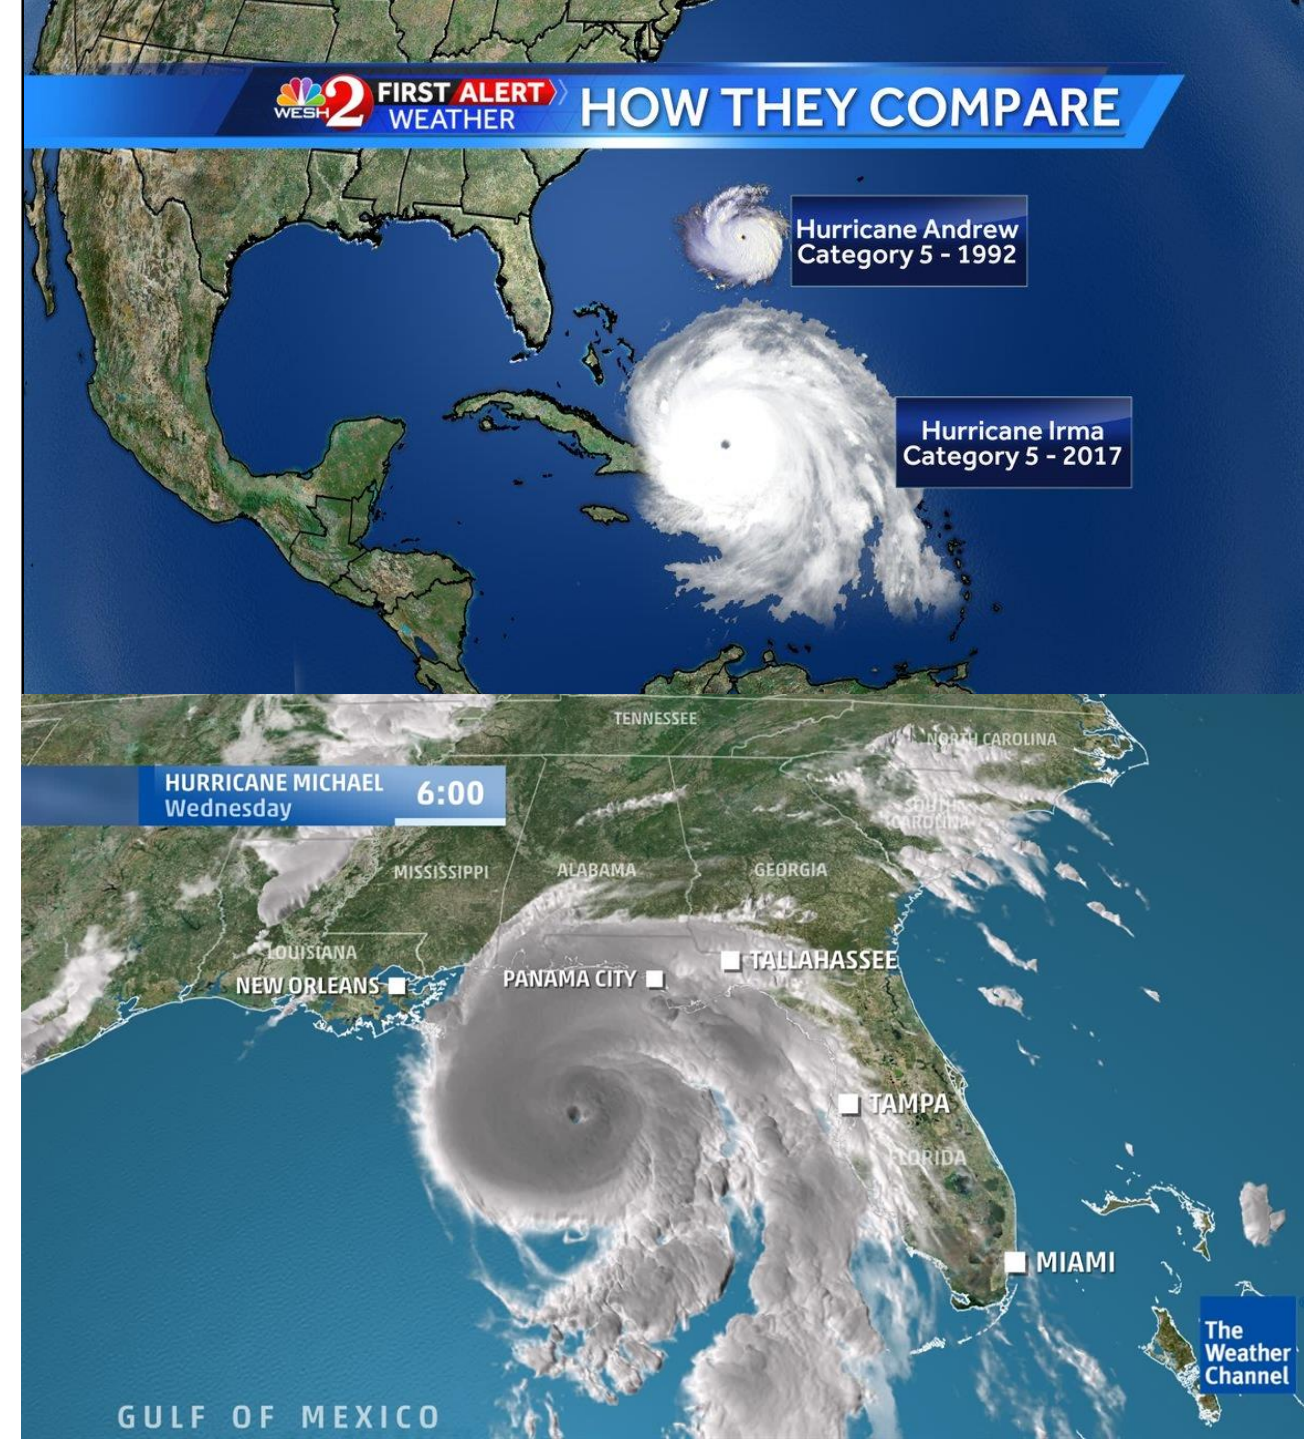 WESH 2 FIRST ALERT
WEATHER
HOW THEY COMPARE
Hurricane Andrew
Category 5 - 1992
Hurricane Irma
Category 5 - 2017
TENNESSEE
NORTH CAROLINA
HURRICANE MICHAEL
Wednesday
6:00
SOUTH
CAROLINA
MISSISSIPPI
ALABAMA
GEORGIA
LOUISIANA
NEW ORLEANS
PANAMA CITY
TALLAHASSEE
TAMPA
FLORIDA
MIAMI
The
Weather
Channel
GULF OF MEXICO